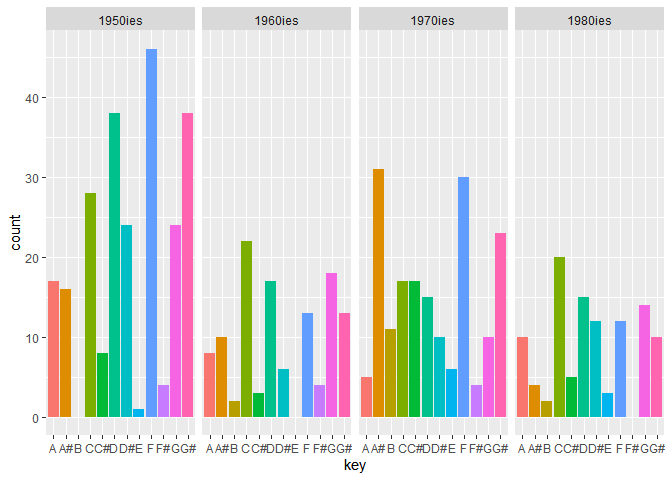 1950ies 1960ies 1970ies 1980ies
40
30
20
10
0
count
A A# B C C# D D# E F F# G G# A A# B C C# D D# E F F# G G# A A# B C C# D D# E F F# G G# A A# B C C# D D# E F F# G G#
key